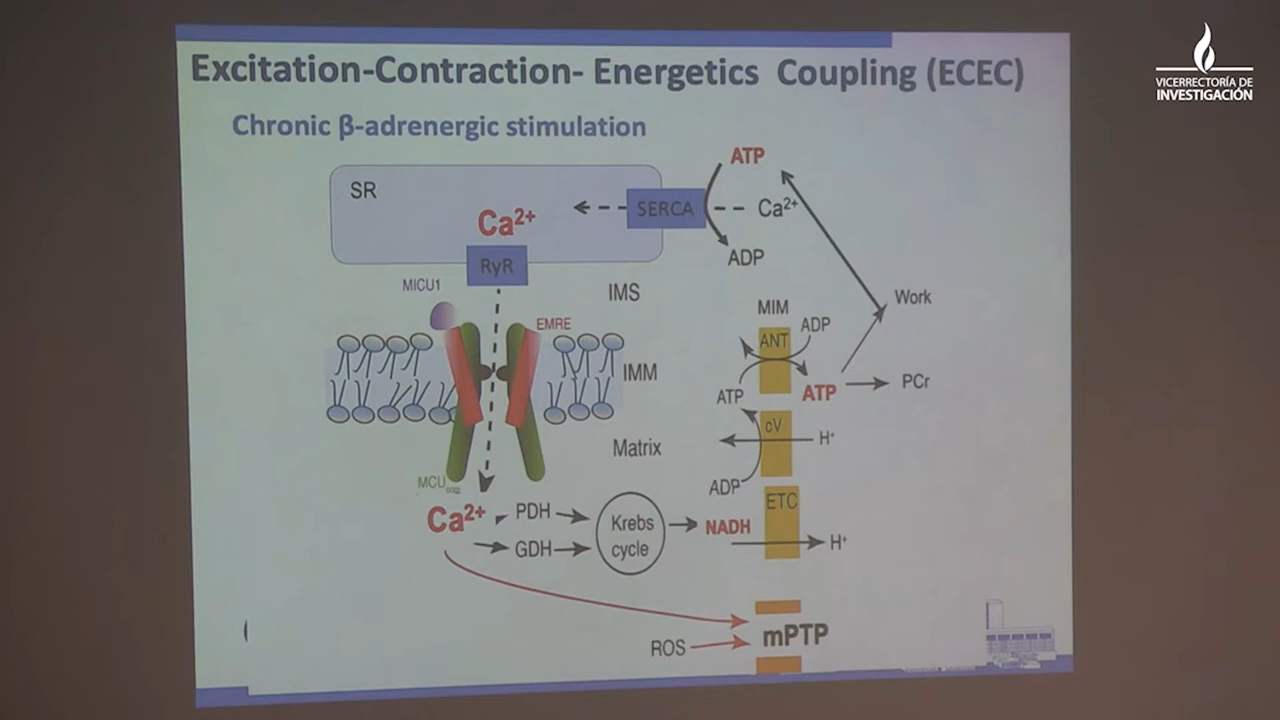 Excitation-Contraction- Energetics Coupling (ECEC)
Chronic β-adrenergic stimulation
VICERRECTORÍA DE
INVESTIGACIÓN
SR
Ca²⁺
RyR
SERCA
ATP
Ca²⁺
ADP
MICU1
IMS
EMRE
IMM
Matrix
MCU
Ca²⁺
PDH
GDH
Krebs
cycle
NADH
MIM
ANT
ADP
ATP
ATP
Work
PCr
cV
H⁺
ADP
ETC
H⁺
ROS
mPTP